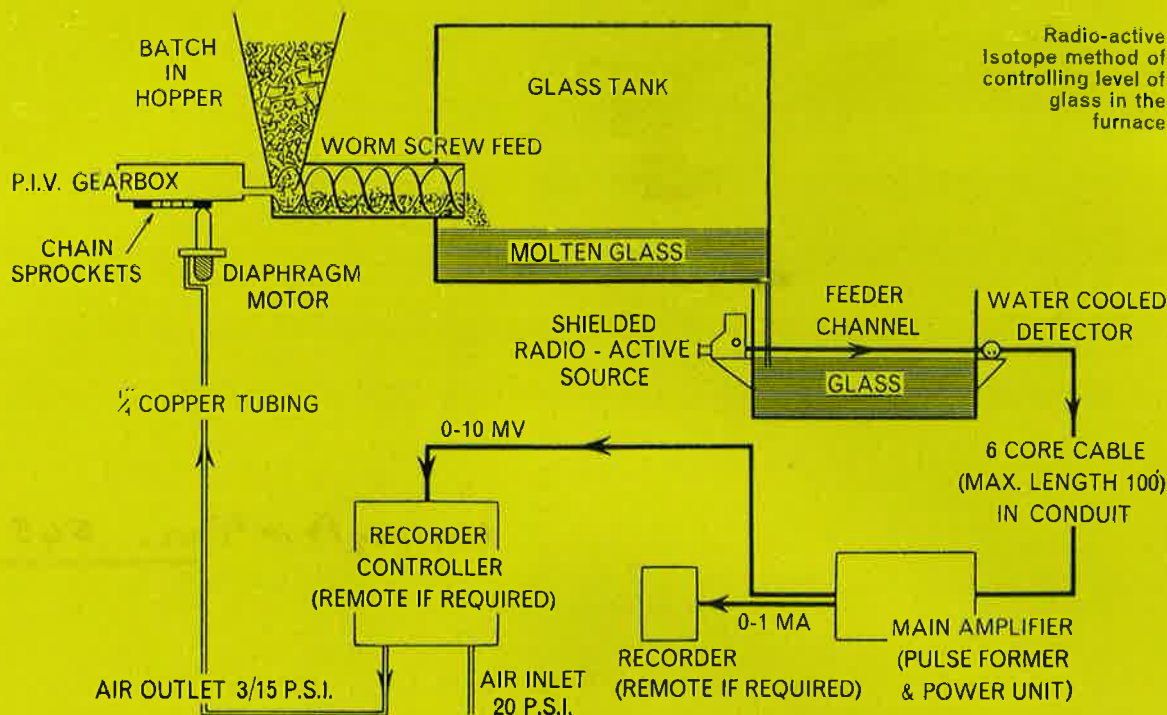 Radio-active
Isotope method of
controlling level of
glass in the
furnace
BATCH
IN
HOPPER
GLASS TANK
WORM SCREW FEED
P.I.V. GEARBOX
CHAIN
SPROCKETS
DIAPHRAGM
MOTOR
MOLTEN GLASS
SHIELDED
RADIO - ACTIVE
SOURCE
FEEDER
CHANNEL
WATER COOLED
DETECTOR
GLASS
1/4" COPPER TUBING
0-10 MV
6 CORE CABLE
(MAX. LENGTH 100')
IN CONDUIT
RECORDER
CONTROLLER
(REMOTE IF REQUIRED)
0-1 MA
RECORDER
(REMOTE IF REQUIRED)
MAIN AMPLIFIER
(PULSE FORMER
& POWER UNIT)
AIR OUTLET 3/15 P.S.I.
AIR INLET
20 P.S.I.